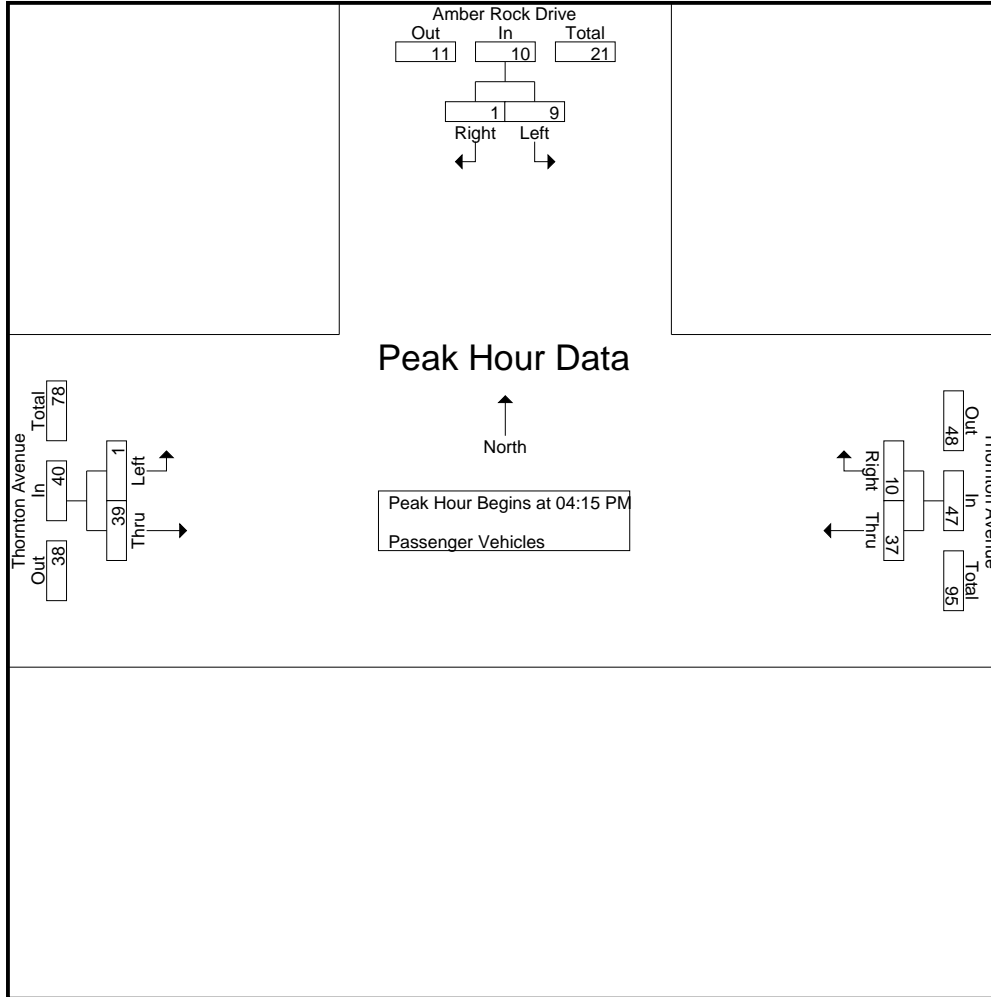 Amber Rock Drive
Out In Total
11 10 21
1 9
Right Left
Peak Hour Data
North
Peak Hour Begins at 04:15 PM
Passenger Vehicles
Thornton Avenue
Total In Out
78 40 38
1 39
Left Thru
Thornton Avenue
Out In Total
48 47 95
Right Thru
10 37